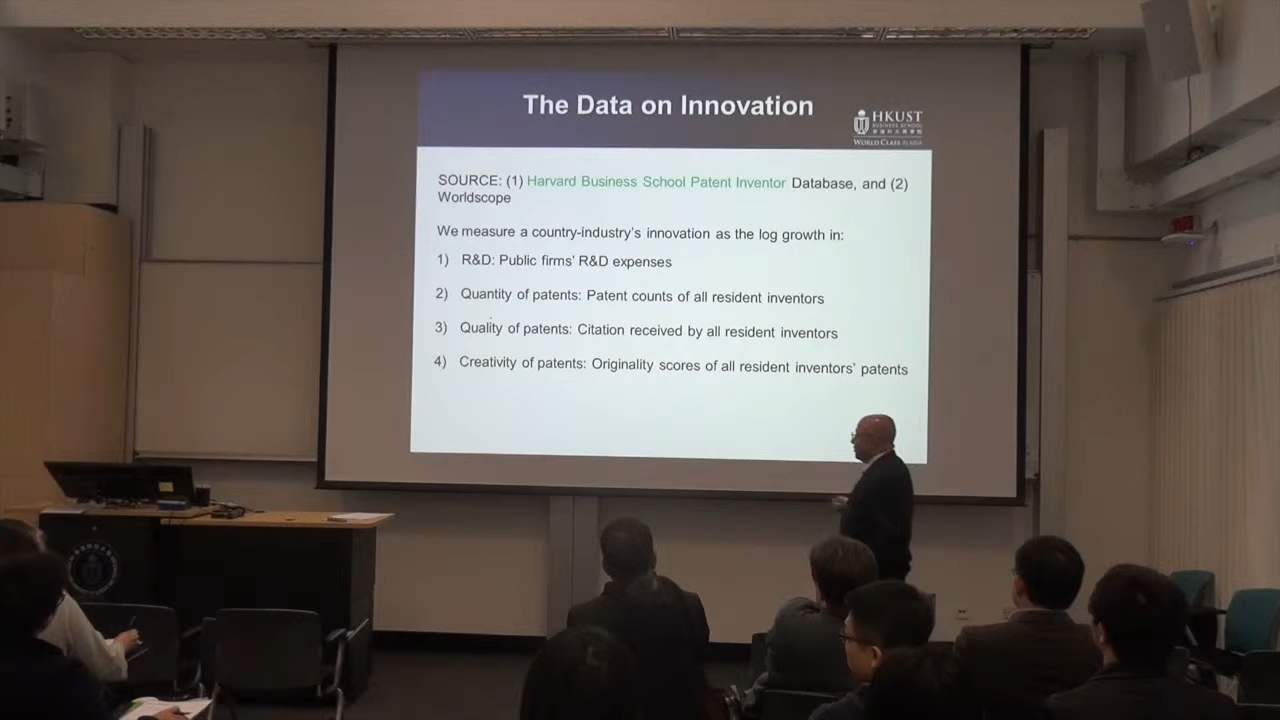 The Data on Innovation
HKUST
BUSINESS SCHOOL
WORLD CLASS IN ASIA
SOURCE: (1) Harvard Business School Patent Inventor Database, and (2)
Worldscope
We measure a country-industry's innovation as the log growth in:
1) R&D: Public firms' R&D expenses
2) Quantity of patents: Patent counts of all resident inventors
3) Quality of patents: Citation received by all resident inventors
4) Creativity of patents: Originality scores of all resident inventors' patents